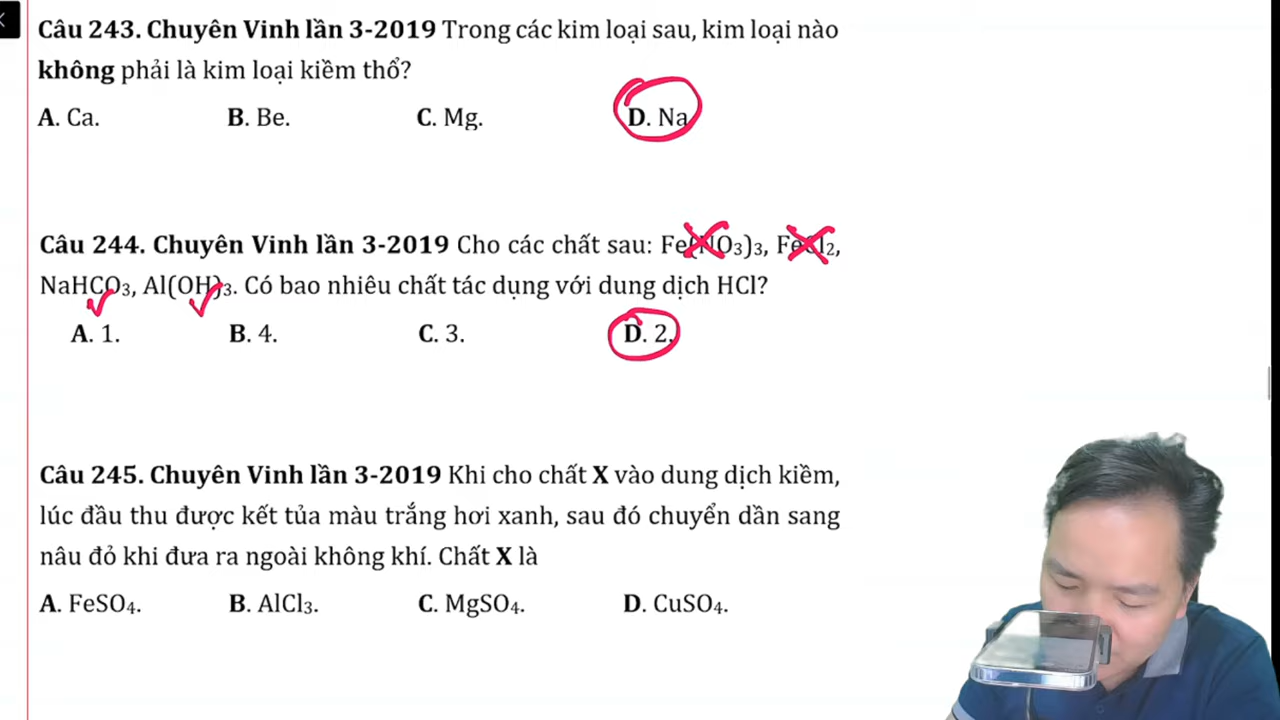 Câu 243. Chuyên Vinh lần 3-2019 Trong các kim loại sau, kim loại nào
không phải là kim loại kiềm thổ?
A. Ca. B. Be. C. Mg. D. Na
Câu 244. Chuyên Vinh lần 3-2019 Cho các chất sau: Fe(NO₃)₃, FeCl₂,
NaHCO₃, Al(OH)₃. Có bao nhiêu chất tác dụng với dung dịch HCl?
A. 1. B. 4. C. 3. D. 2.
Câu 245. Chuyên Vinh lần 3-2019 Khi cho chất X vào dung dịch kiềm,
lúc đầu thu được kết tủa màu trắng hơi xanh, sau đó chuyển dần sang
nâu đỏ khi đưa ra ngoài không khí. Chất X là
A. FeSO₄. B. AlCl₃. C. MgSO₄. D. CuSO₄.